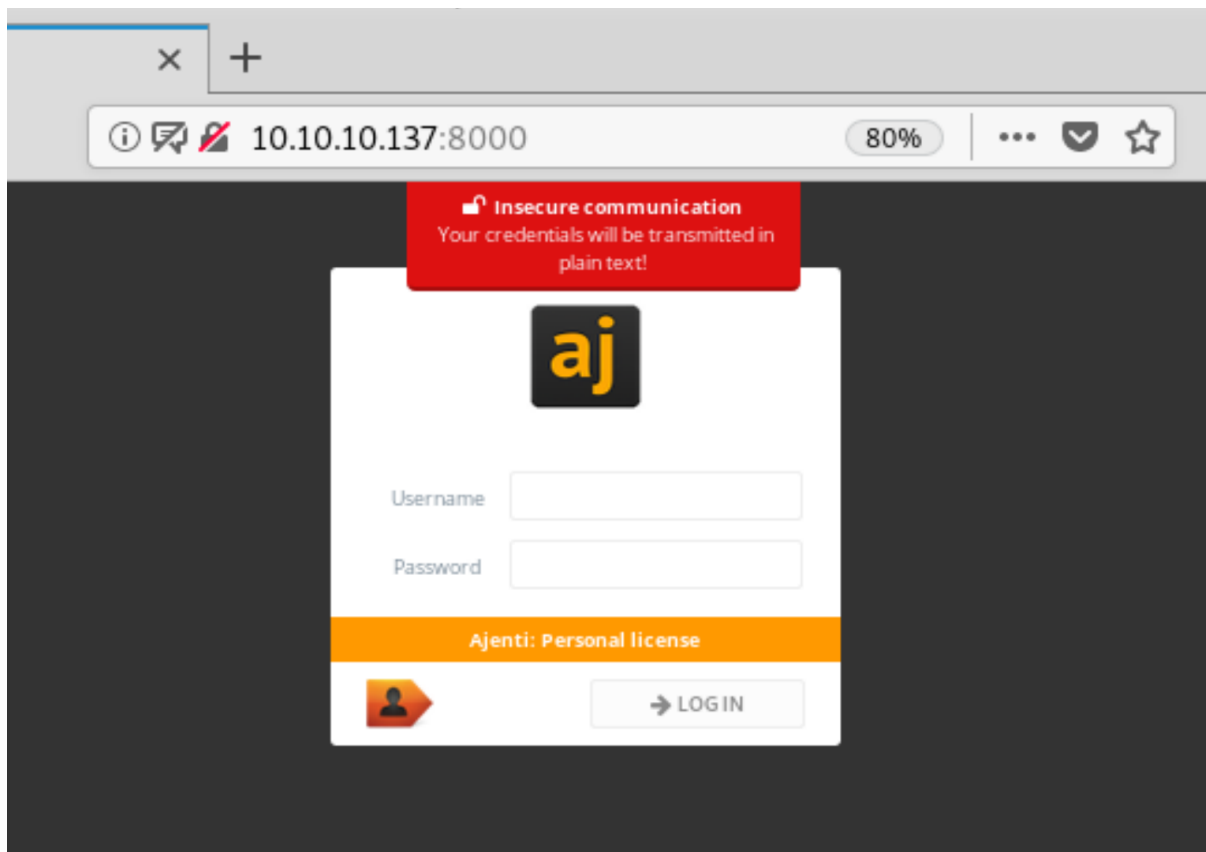 10.10.10.137:8000
80%
Insecure communication
Your credentials will be transmitted in
plain text!
aj
Username
Password
Ajenti: Personal license
LOG IN